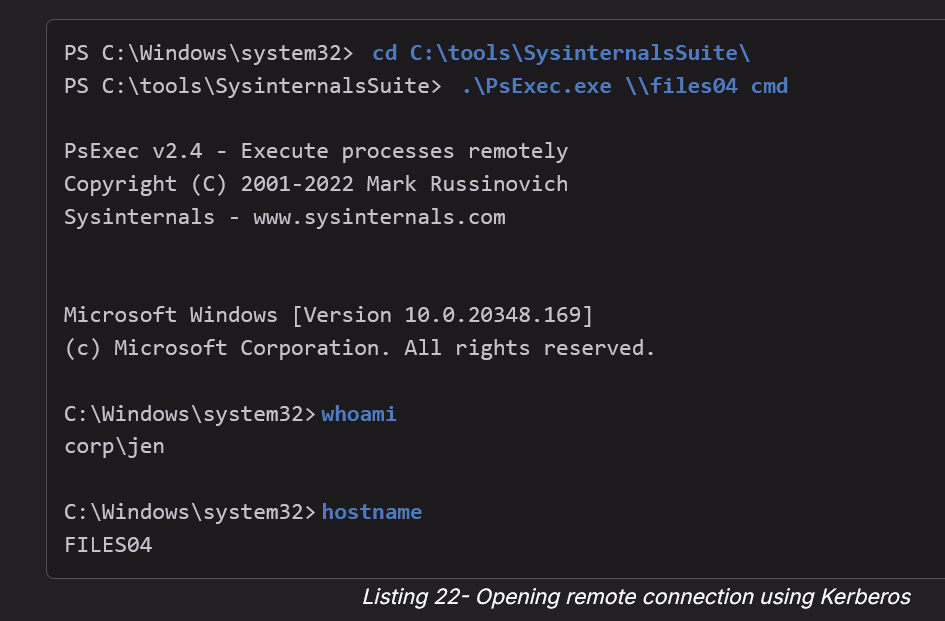 PS C:\Windows\system32> cd C:\tools\SysinternalsSuite\
PS C:\tools\SysinternalsSuite> .\PsExec.exe \\files04 cmd
PsExec v2.4 - Execute processes remotely
Copyright (C) 2001-2022 Mark Russinovich
Sysinternals - www.sysinternals.com
Microsoft Windows [Version 10.0.20348.169]
(c) Microsoft Corporation. All rights reserved.
C:\Windows\system32>whoami
corp\jen
C:\Windows\system32>hostname
FILES04
Listing 22- Opening remote connection using Kerberos